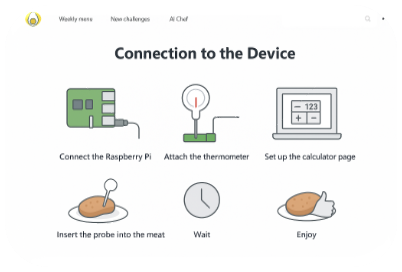 Weekly menu New challenges AI Chef
Connection to the Device
— 123
+ –
Connect the Raspberry Pi Attach the thermometer Set up the calculator page
Insert the probe into the meat Wait Enjoy